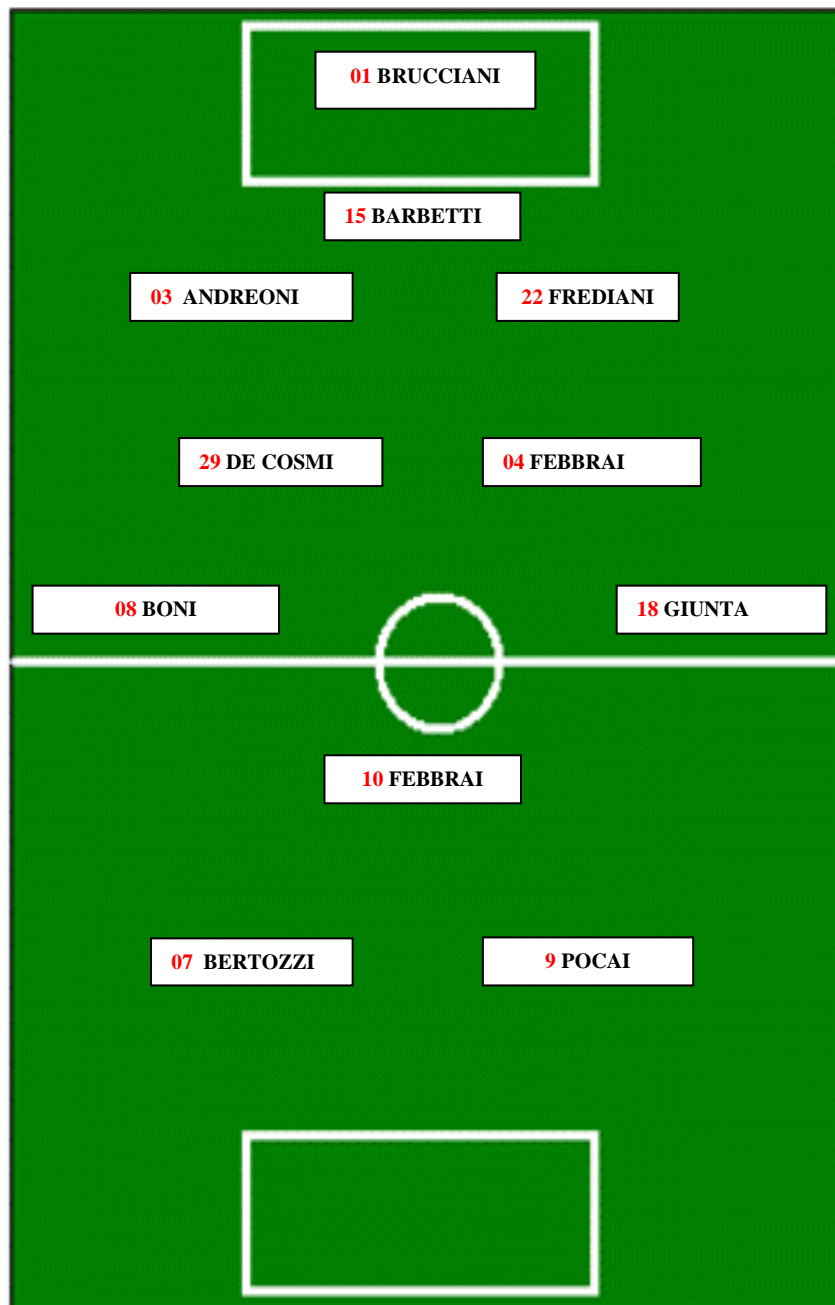 01 BRUCCIANI
15 BARBETTI
03 ANDREONI
22 FREDIANI
29 DE COSMI
04 FEBBRAI
08 BONI
18 GIUNTA
10 FEBBRAI
07 BERTOZZI
9 POCAI